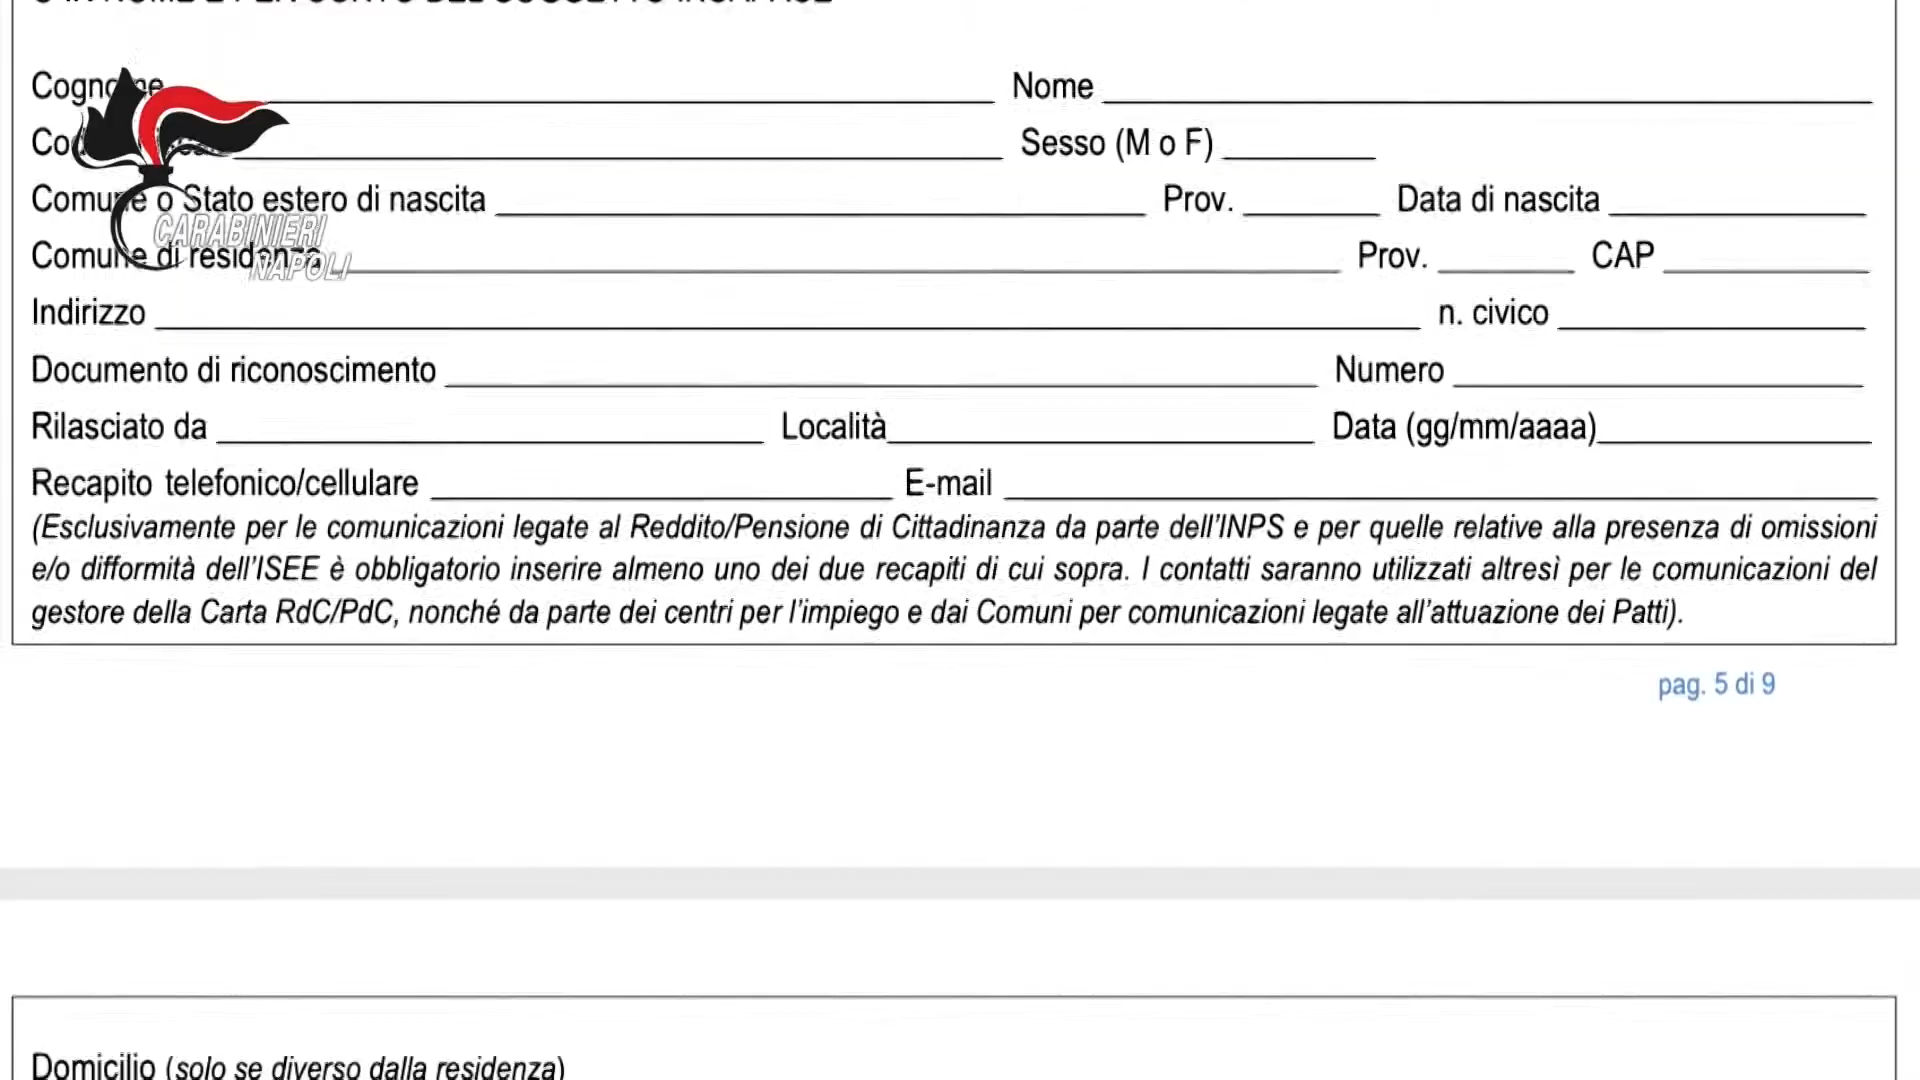 Cognome Nome
Sesso (M o F)
Comune o Stato estero di nascita Prov. Data di nascita
CARABINIERI
Comune di residenza Prov. CAP
NAPOLI
Indirizzo n. civico
Documento di riconoscimento Numero
Rilasciato da Località Data (gg/mm/aaaa)
Recapito telefonico/cellulare E-mail
(Esclusivamente per le comunicazioni legate al Reddito/Pensione di Cittadinanza da parte dell'INPS e per quelle relative alla presenza di omissioni
e/o difformità dell'ISEE è obbligatorio inserire almeno uno dei due recapiti di cui sopra. I contatti saranno utilizzati altresì per le comunicazioni del
gestore della Carta RdC/PdC, nonché da parte dei centri per l'impiego e dai Comuni per comunicazioni legate all'attuazione dei Patti).
pag. 5 di 9
Domicilio (solo se diverso dalla residenza)